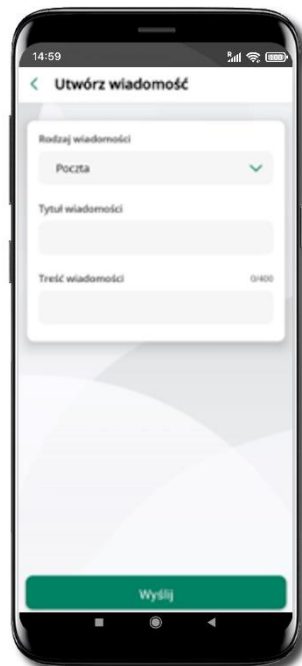 14:59
Utwórz wiadomość
Rodzaj wiadomości
Poczta
Tytuł wiadomości
Treść wiadomości 0/400
Wyślij